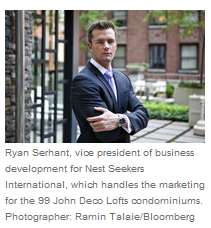 Ryan Serhant, vice president of business
development for Nest Seekers
International, which handles the marketing
for the 99 John Deco Lofts condominiums.
Photographer: Ramin Talaie/Bloomberg